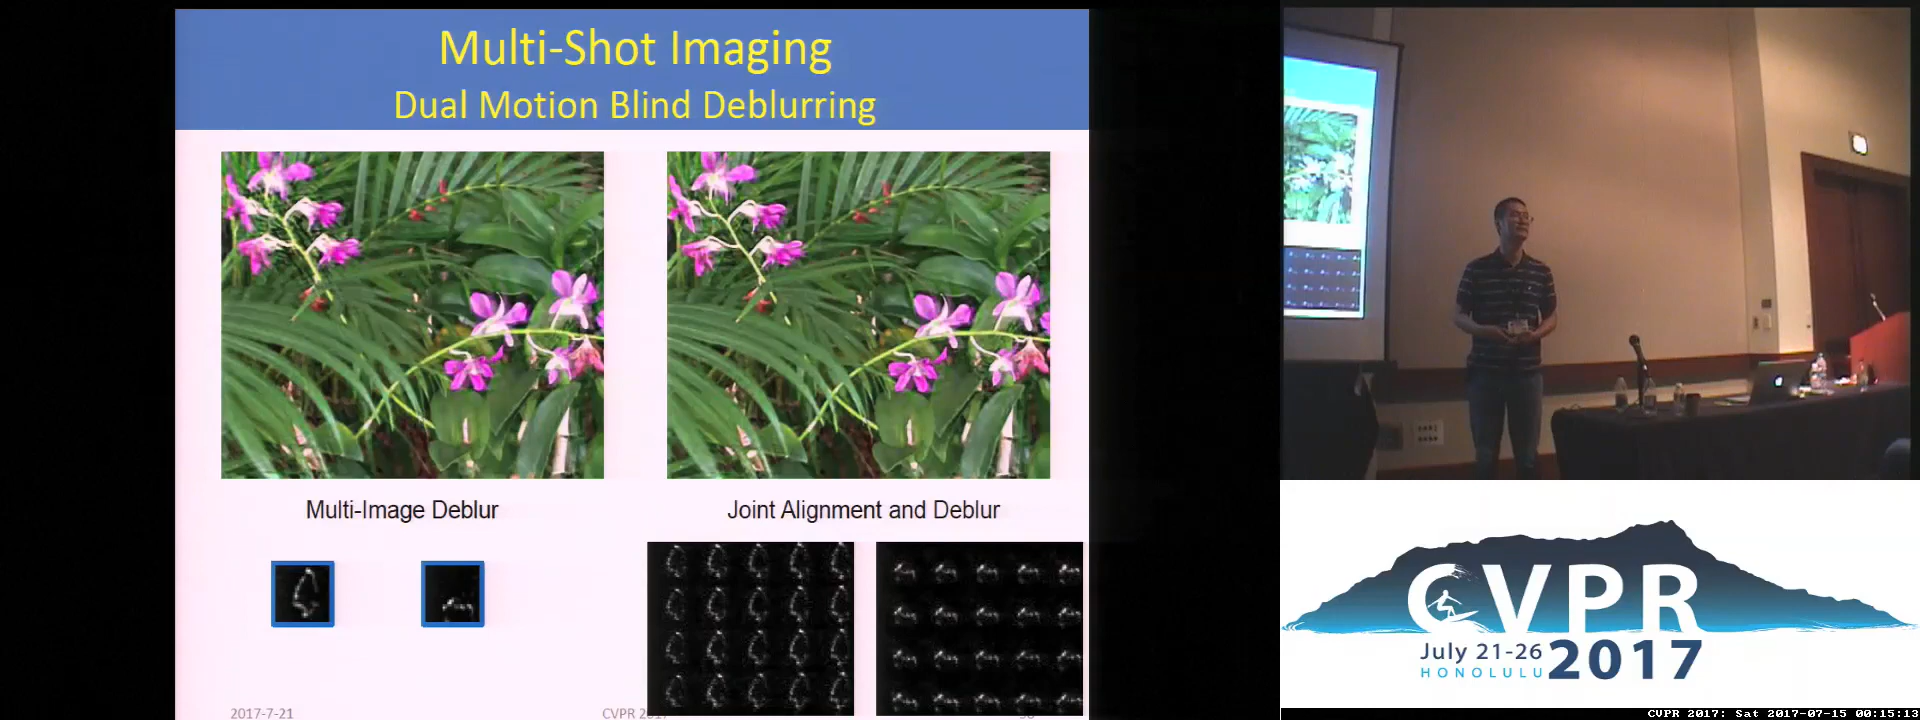 Multi-Shot Imaging
Dual Motion Blind Deblurring
Multi-Image Deblur
Joint Alignment and Deblur
2017-7-21
CVPR
CVPR
July 21-26
2017
HONOLULU
CVPR 2017: Sat 2017-07-15 00:15:13